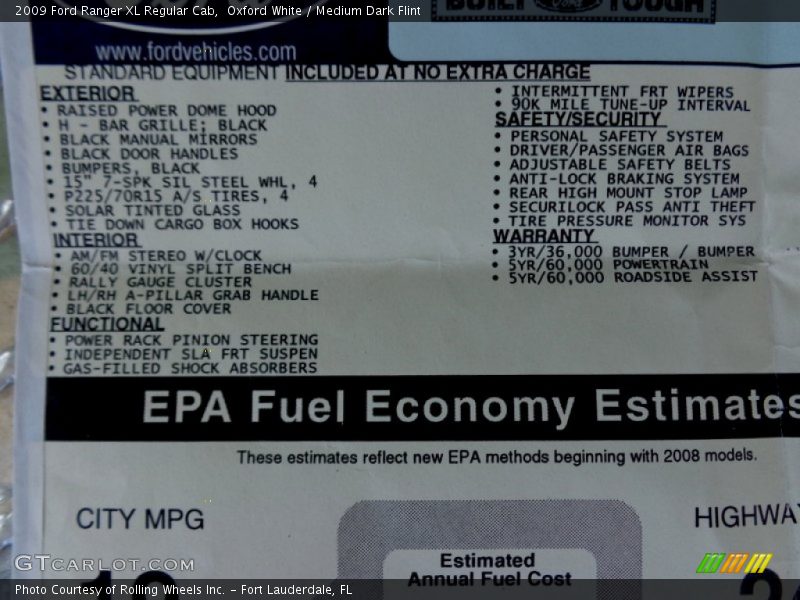 2009 Ford Ranger XL Regular Cab, Oxford White / Medium Dark Flint
BUILT TOUGH
www.fordvehicles.com
STANDARD EQUIPMENT INCLUDED AT NO EXTRA CHARGE
EXTERIOR
• RAISED POWER DOME HOOD
• H - BAR GRILLE; BLACK
• BLACK MANUAL MIRRORS
• BLACK DOOR HANDLES
• BUMPERS, BLACK
• 15" 7-SPK SIL STEEL WHL, 4
• P225/70R15 A/S TIRES, 4
• SOLAR TINTED GLASS
• TIE DOWN CARGO BOX HOOKS
INTERIOR
• AM/FM STEREO W/CLOCK
• 60/40 VINYL SPLIT BENCH
• RALLY GAUGE CLUSTER
• LH/RH A-PILLAR GRAB HANDLE
• BLACK FLOOR COVER
FUNCTIONAL
• POWER RACK PINION STEERING
• INDEPENDENT SLA FRT SUSPEN
• GAS-FILLED SHOCK ABSORBERS
• INTERMITTENT FRT WIPERS
• 90K MILE TUNE-UP INTERVAL
SAFETY/SECURITY
• PERSONAL SAFETY SYSTEM
• DRIVER/PASSENGER AIR BAGS
• ADJUSTABLE SAFETY BELTS
• ANTI-LOCK BRAKING SYSTEM
• REAR HIGH MOUNT STOP LAMP
• SECURILOCK PASS ANTI THEFT
• TIRE PRESSURE MONITOR SYS
WARRANTY
• 3YR/36,000 BUMPER / BUMPER
• 5YR/60,000 POWERTRAIN
• 5YR/60,000 ROADSIDE ASSIST
EPA Fuel Economy Estimates
These estimates reflect new EPA methods beginning with 2008 models.
CITY MPG
HIGHWAY
Estimated
Annual Fuel Cost
GTCARLOT.COM
Photo Courtesy of Rolling Wheels Inc. – Fort Lauderdale, FL